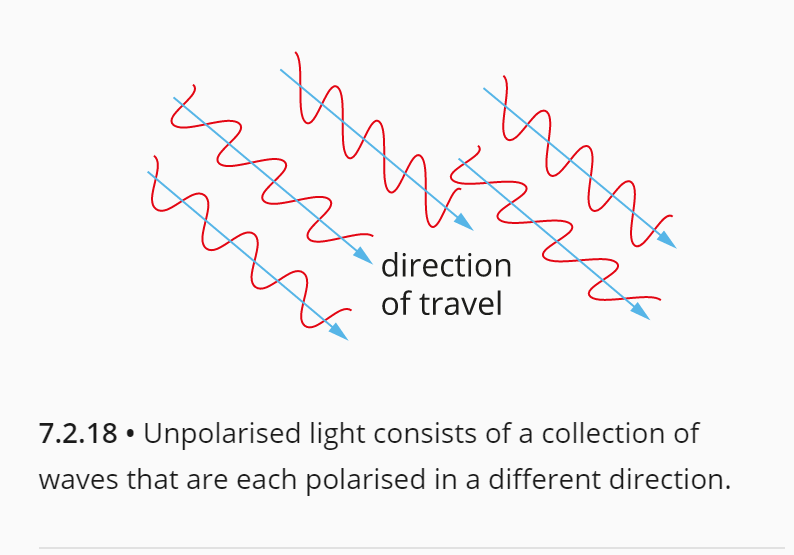 direction
of travel
7.2.18 • Unpolarised light consists of a collection of
waves that are each polarised in a different direction.